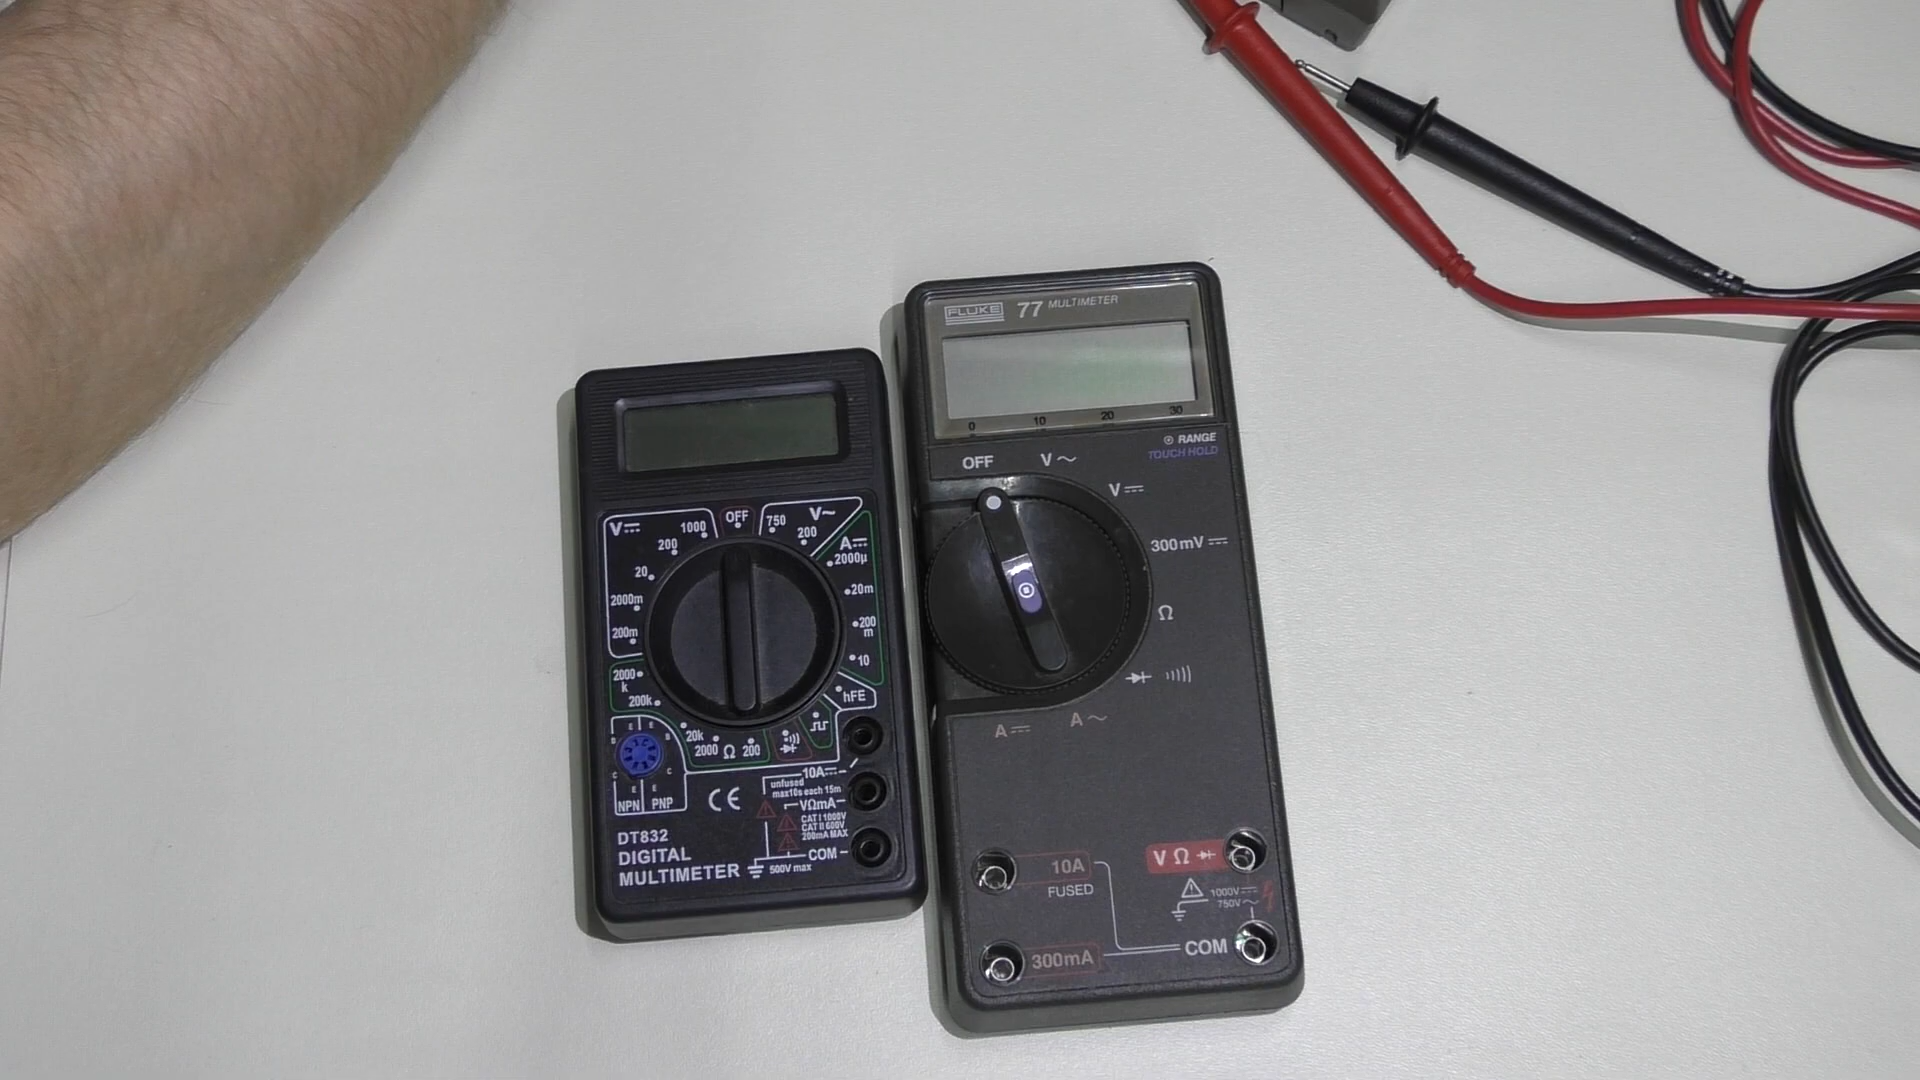 V⎓
1000
OFF
750
V~
200
200
A⎓
2000µ
20
20m
2000m
200
m
200m
10
2000
k
hFE
200k
20k
2000
Ω
200
B
E
E
B
C
C
E
E
NPN
PNP
CE
10A⎓
unfused
max10s each 15m
VΩmA
CAT I 1000V
CAT II 600V
200mA MAX
COM
500V max
DT832
DIGITAL
MULTIMETER
FLUKE 77 MULTIMETER
0 10 20 30
RANGE
TOUCH HOLD
OFF
V~
V⎓
300mV⎓
Ω
A⎓
A~
10A
FUSED
VΩ
1000V⎓
750V~
300mA
COM